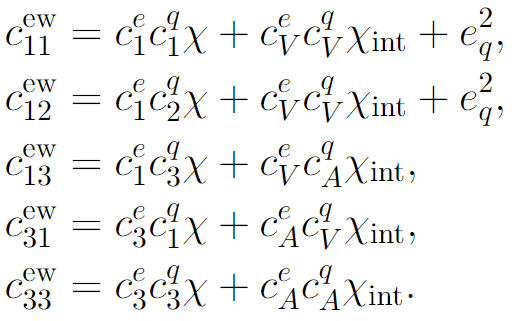 c_{11}^{ew} = c_1^e c_1^q χ + c_V^e c_V^q χ_{int} + e_q^2,
c_{12}^{ew} = c_1^e c_2^q χ + c_V^e c_V^q χ_{int} + e_q^2,
c_{13}^{ew} = c_1^e c_3^q χ + c_V^e c_A^q χ_{int},
c_{31}^{ew} = c_3^e c_1^q χ + c_A^e c_V^q χ_{int},
c_{33}^{ew} = c_3^e c_3^q χ + c_A^e c_A^q χ_{int}.